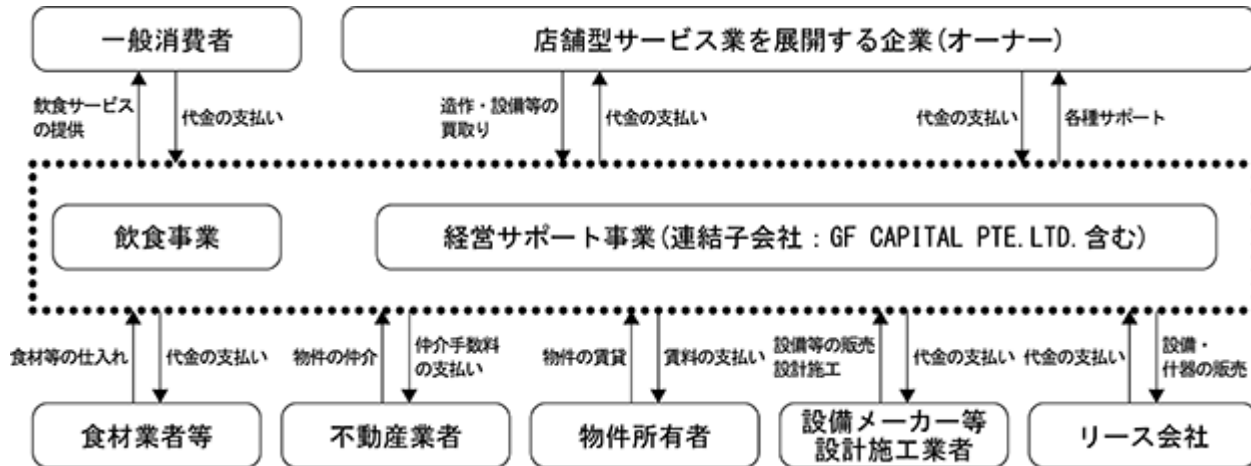 一般消費者
店舗型サービス業を展開する企業(オーナー)
飲食サービス
の提供
代金の支払い
造作・設備等の
買取り
代金の支払い
代金の支払い
各種サポート
飲食事業
経営サポート事業(連結子会社:GF CAPITAL PTE.LTD.含む)
食材等の仕入れ
代金の支払い
物件の仲介
仲介手数料
の支払い
物件の賃貸
賃料の支払い
設備等の販売
設計施工
代金の支払い
代金の支払い
設備・
什器の販売
食材業者等
不動産業者
物件所有者
設備メーカー等
設計施工業者
リース会社